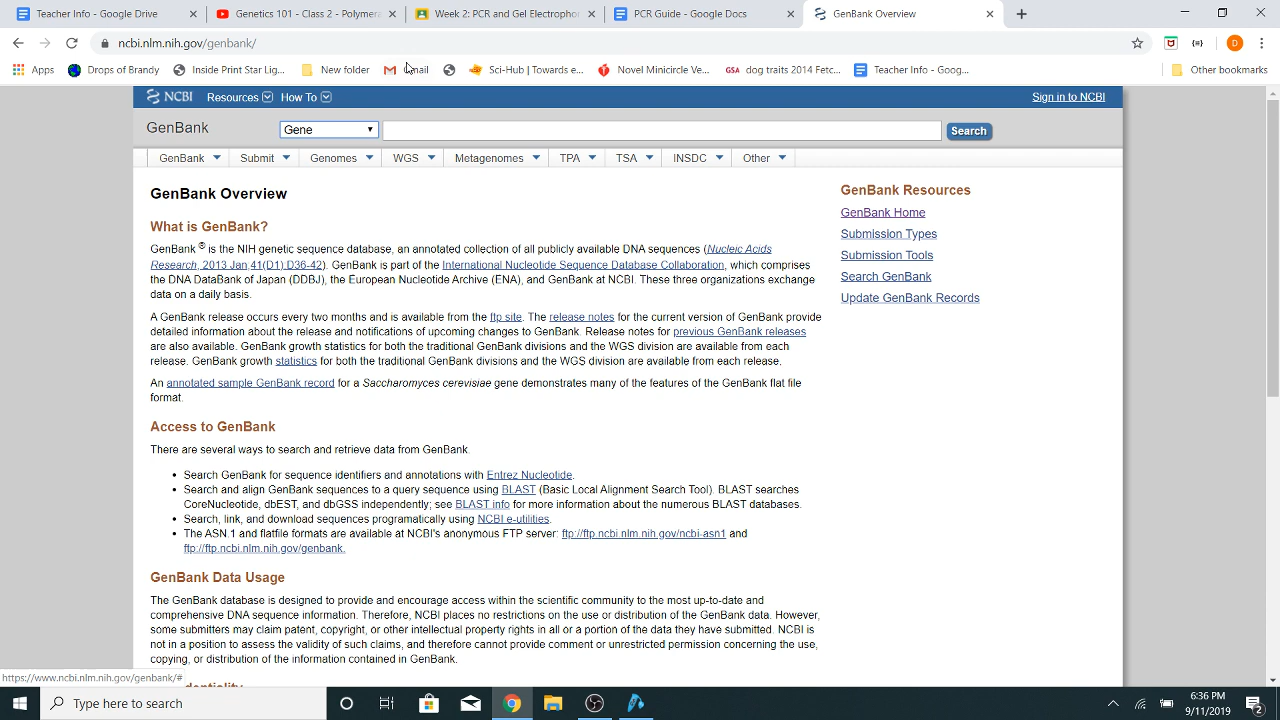 Teacher Info - Google Drive
Genetics 101 - Class 2 - Polymera
Week 2: PCR and Gel Electrophor
PCR Guide - Google Docs
GenBank Overview
ncbi.nlm.nih.gov/genbank/
Apps
Drops of Brandy
Inside Print Star Lig...
New folder
Gmail
Sci-Hub | Towards e...
Novel Minicircle Ve...
GSA dog traits 2014 Fetc...
Teacher Info - Goog...
Other bookmarks
NCBI Resources How To Sign in to NCBI
GenBank Gene Search
GenBank Submit Genomes WGS Metagenomes TPA TSA INSDC Other
GenBank Overview
What is GenBank?
GenBank ® is the NIH genetic sequence database, an annotated collection of all publicly available DNA sequences (Nucleic Acids
Research, 2013 Jan;41(D1):D36-42). GenBank is part of the International Nucleotide Sequence Database Collaboration, which comprises
the DNA DataBank of Japan (DDBJ), the European Nucleotide Archive (ENA), and GenBank at NCBI. These three organizations exchange
data on a daily basis.
A GenBank release occurs every two months and is available from the ftp site. The release notes for the current version of GenBank provide
detailed information about the release and notifications of upcoming changes to GenBank. Release notes for previous GenBank releases
are also available. GenBank growth statistics for both the traditional GenBank divisions and the WGS division are available from each
release. GenBank growth statistics for both the traditional GenBank divisions and the WGS division are available from each release.
An annotated sample GenBank record for a Saccharomyces cerevisiae gene demonstrates many of the features of the GenBank flat file
format.
Access to GenBank
There are several ways to search and retrieve data from GenBank.
• Search GenBank for sequence identifiers and annotations with Entrez Nucleotide.
• Search and align GenBank sequences to a query sequence using BLAST (Basic Local Alignment Search Tool). BLAST searches
CoreNucleotide, dbEST, and dbGSS independently; see BLAST info for more information about the numerous BLAST databases.
• Search, link, and download sequences programatically using NCBI e-utilities.
• The ASN.1 and flatfile formats are available at NCBI's anonymous FTP server: ftp://ftp.ncbi.nlm.nih.gov/ncbi-asn1 and
ftp://ftp.ncbi.nlm.nih.gov/genbank.
GenBank Data Usage
The GenBank database is designed to provide and encourage access within the scientific community to the most up-to-date and
comprehensive DNA sequence information. Therefore, NCBI places no restrictions on the use or distribution of the GenBank data. However,
some submitters may claim patent, copyright, or other intellectual property rights in all or a portion of the data they have submitted. NCBI is
not in a position to assess the validity of such claims, and therefore cannot provide comment or unrestricted permission concerning the use,
copying, or distribution of the information contained in GenBank.
GenBank Resources
GenBank Home
Submission Types
Submission Tools
Search GenBank
Update GenBank Records
https://www.ncbi.nlm.nih.gov/genbank/#
Type here to search
6:36 PM
9/11/2019
2